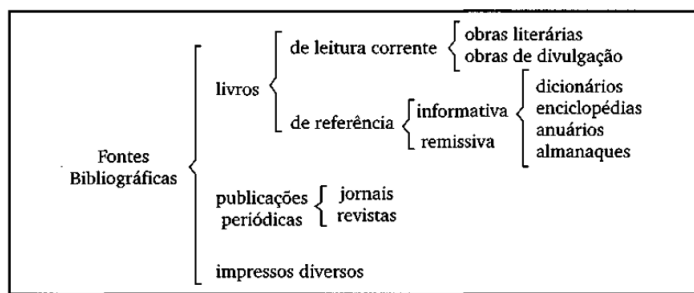 Fontes
Bibliográficas
livros
de leitura corrente
obras literárias
obras de divulgação
de referência
informativa
remissiva
dicionários
enciclopédias
anuários
almanaques
publicações
periódicas
jornais
revistas
impressos diversos